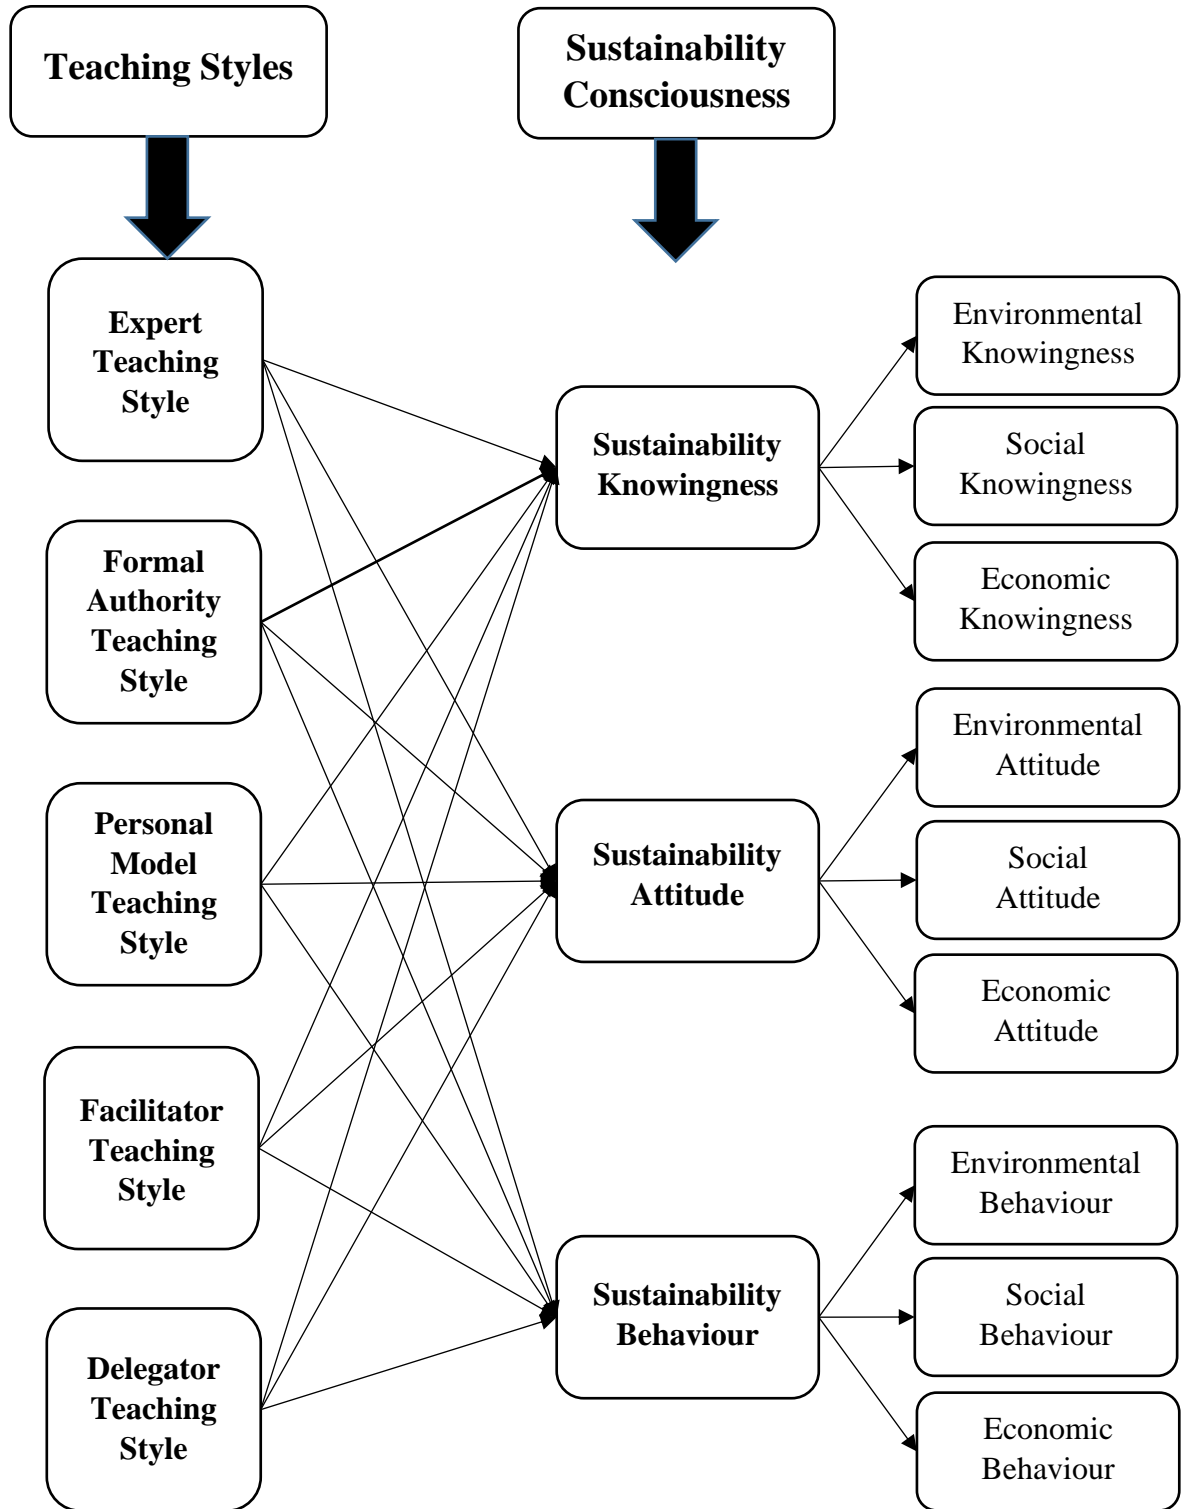 Teaching Styles
Sustainability
Consciousness
Expert
Teaching
Style
Formal
Authority
Teaching
Style
Personal
Model
Teaching
Style
Facilitator
Teaching
Style
Delegator
Teaching
Style
Sustainability
Knowingness
Sustainability
Attitude
Sustainability
Behaviour
Environmental
Knowingness
Social
Knowingness
Economic
Knowingness
Environmental
Attitude
Social
Attitude
Economic
Attitude
Environmental
Behaviour
Social
Behaviour
Economic
Behaviour